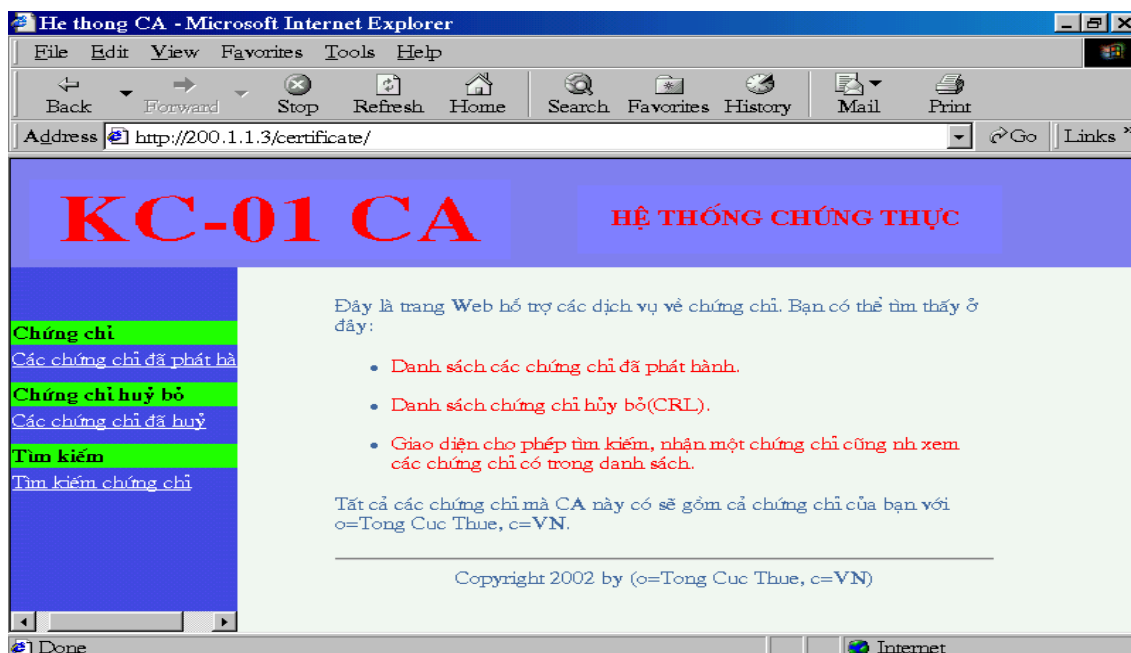 He thong CA - Microsoft Internet Explorer
File Edit View Favorites Tools Help
Back Forward Stop Refresh Home Search Favorites History Mail Print
Address http://200.1.1.3/certificate/ Go Links »
KC-01 CA
HỆ THỐNG CHỨNG THỰC
Chứng chỉ
Các chứng chỉ đã phát hà
Chứng chỉ huỷ bỏ
Các chứng chỉ đã huỷ
Tìm kiếm
Tìm kiếm chứng chỉ
Đây là trang Web hỗ trợ các dịch vụ về chứng chỉ. Bạn có thể tìm thấy ở
đây:
• Danh sách các chứng chỉ đã phát hành.
• Danh sách chứng chỉ hủy bỏ(CRL).
• Giao diện cho phép tìm kiếm, nhận một chứng chỉ cũng nh xem
các chứng chỉ có trong danh sách.
Tất cả các chứng chỉ mà CA này có sẽ gồm cả chứng chỉ của bạn với
o=Tong Cuc Thue, c=VN.
Copyright 2002 by (o=Tong Cuc Thue, c=VN)
Done Internet